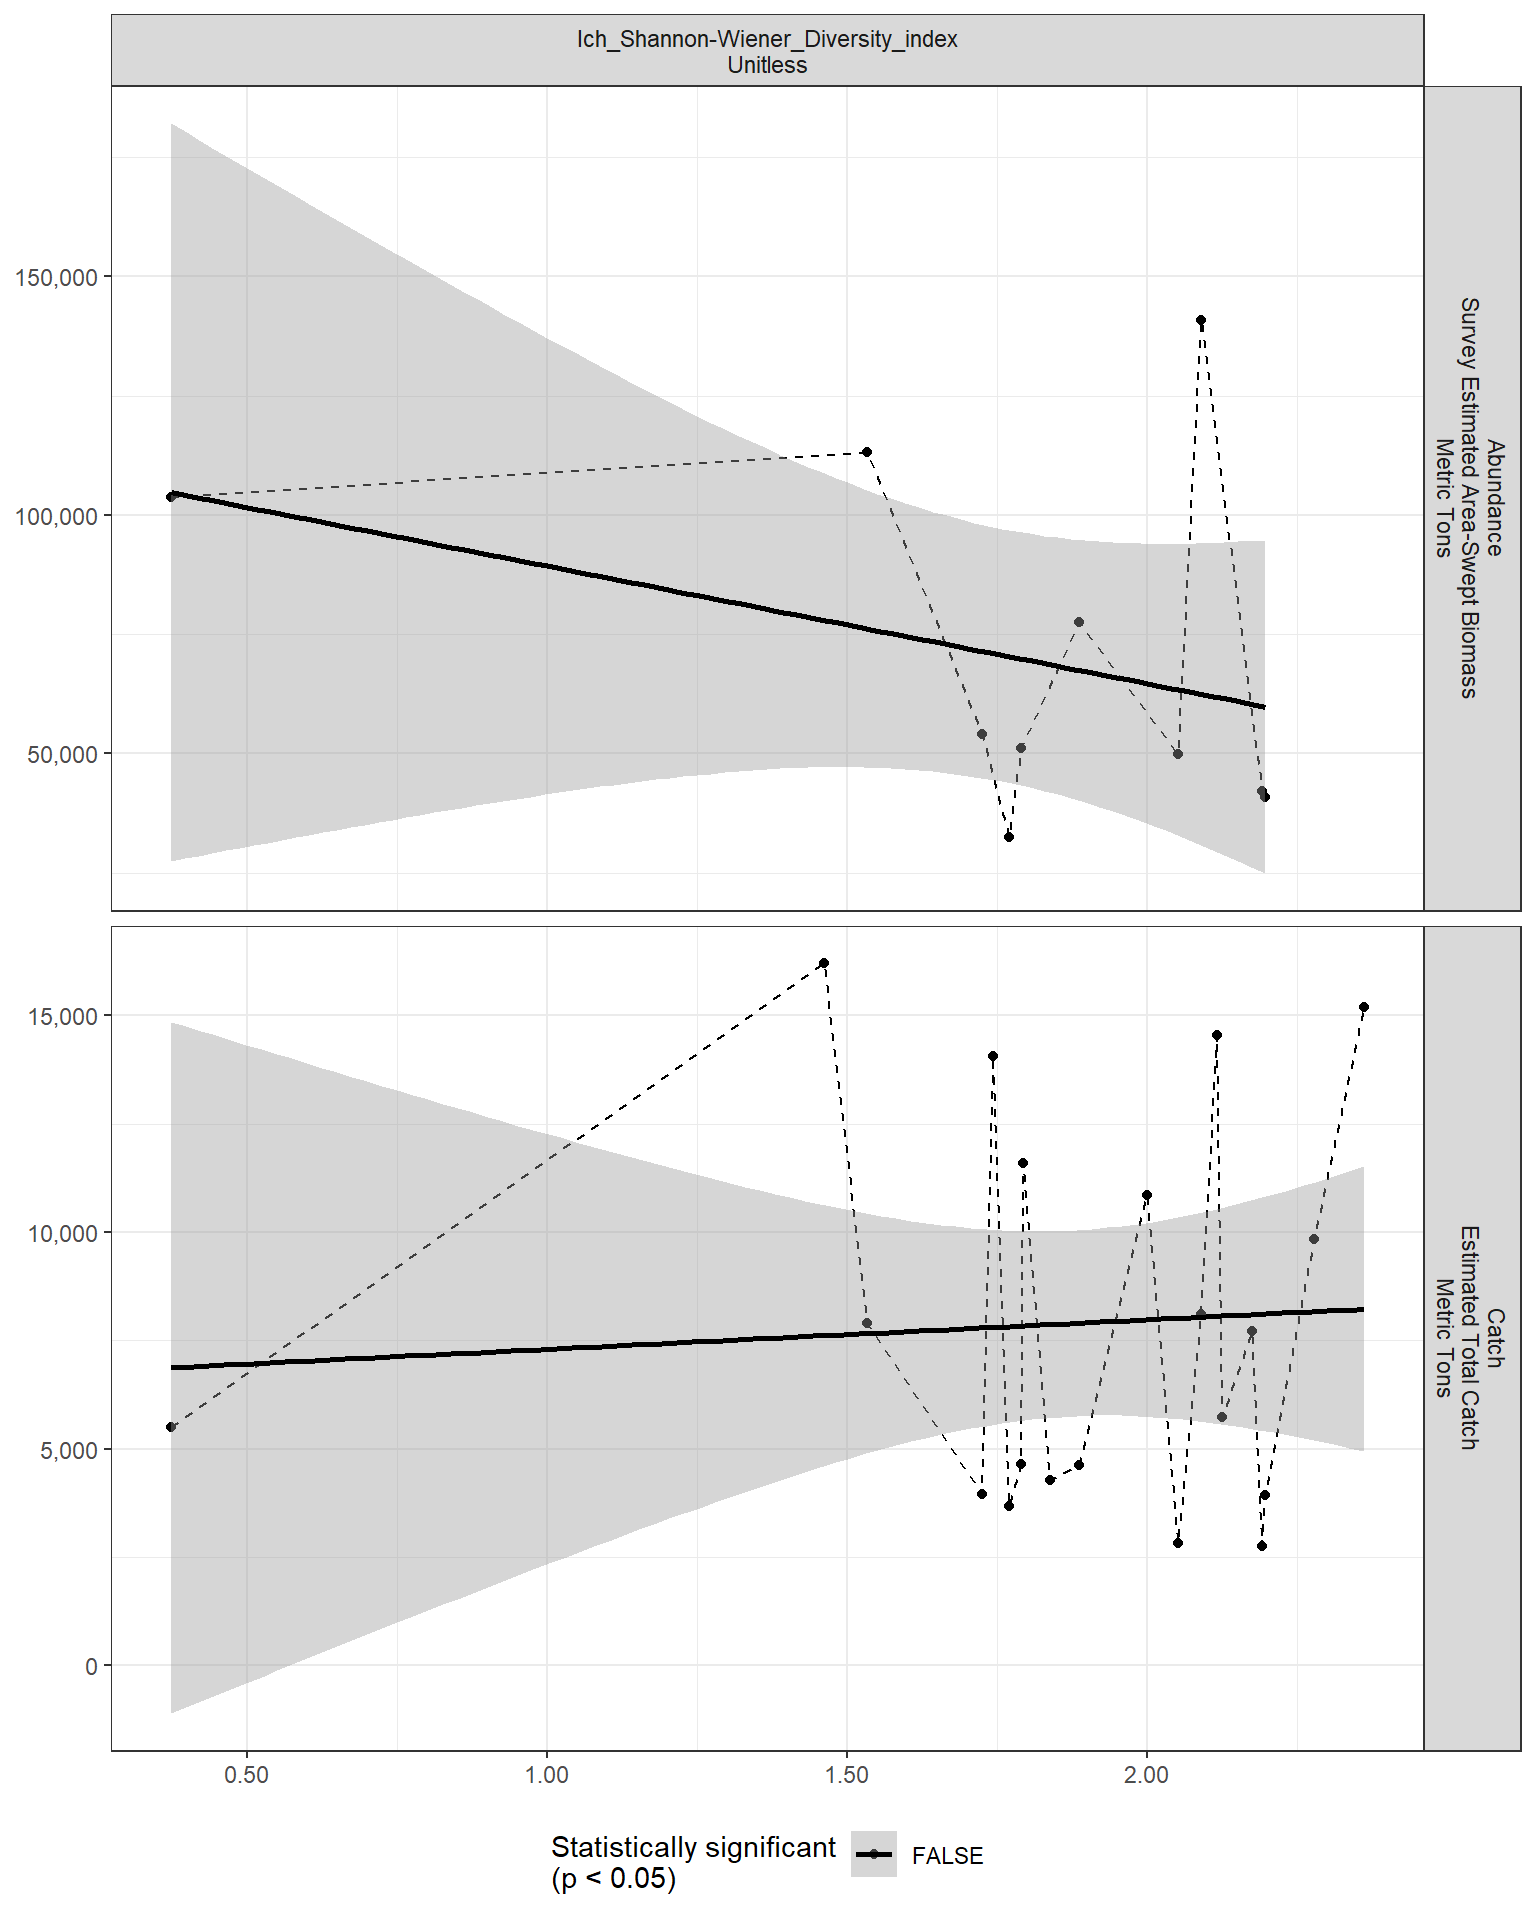 Ich_Shannon-Wiener_Diversity_index
Unitless
150,000
100,000
50,000
Abundance
Survey Estimated Area-Swept Biomass
Metric Tons
15,000
10,000
5,000
0
Catch
Estimated Total Catch
Metric Tons
0.50
1.00
1.50
2.00
Statistically significant
(p < 0.05)
FALSE